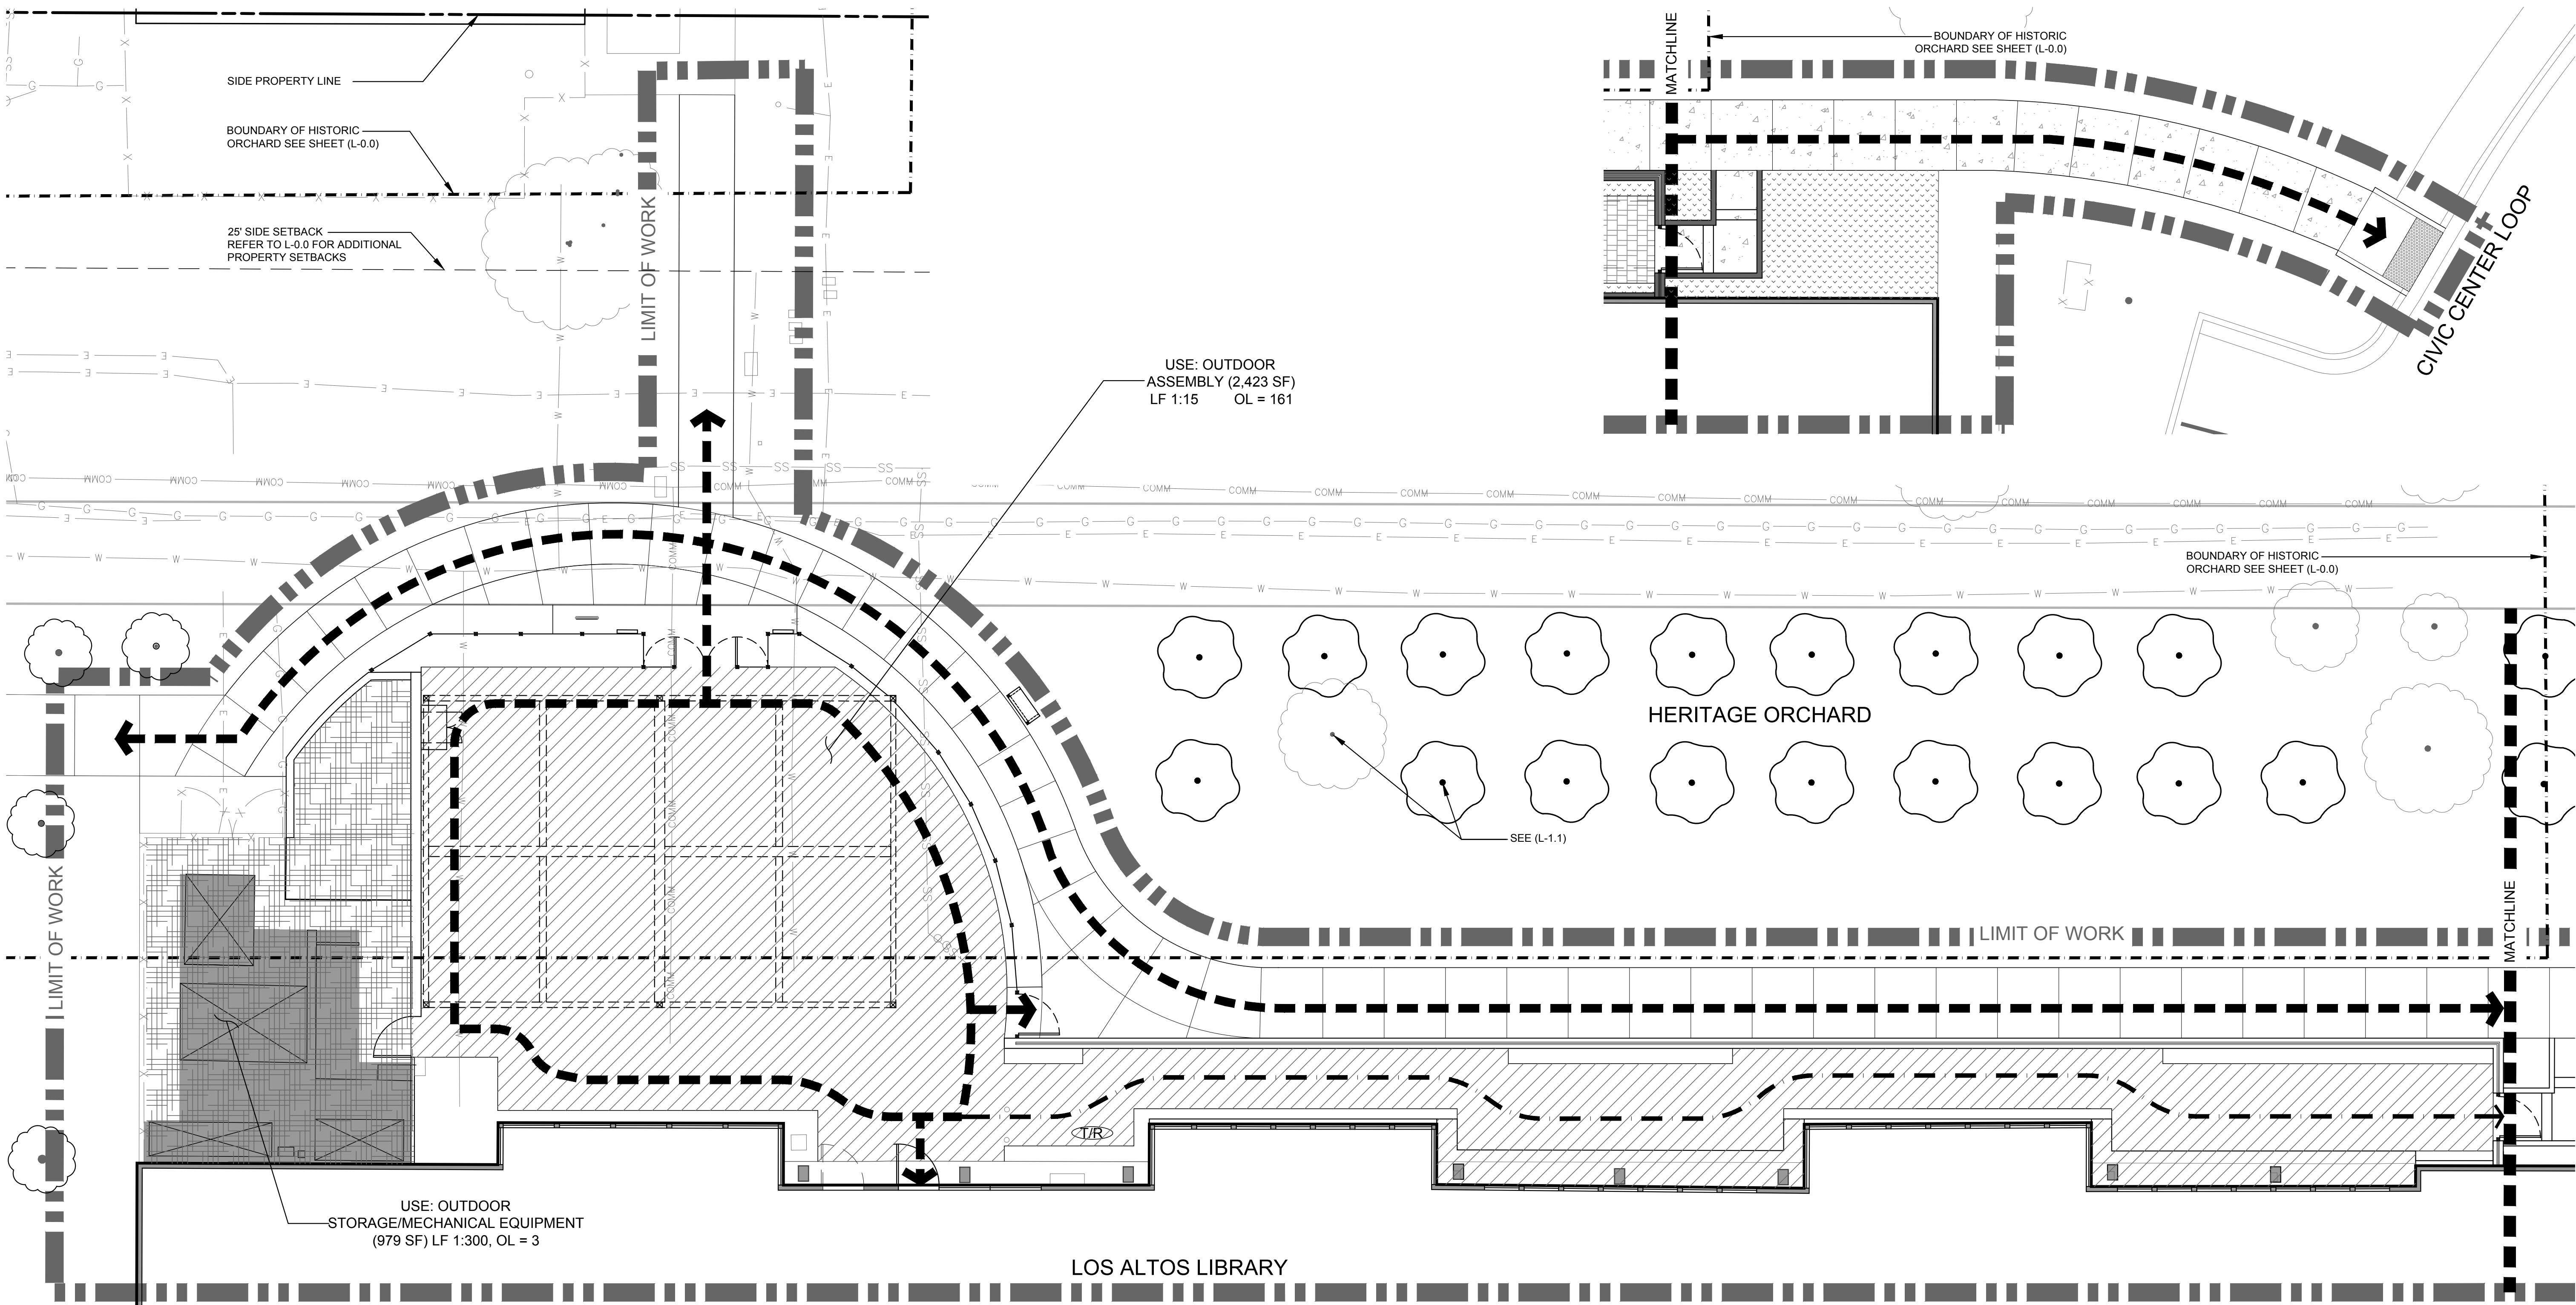 SIDE PROPERTY LINE
BOUNDARY OF HISTORIC
ORCHARD SEE SHEET (L-0.0)
25' SIDE SETBACK
REFER TO L-0.0 FOR ADDITIONAL
PROPERTY SETBACKS
LIMIT OF WORK
USE: OUTDOOR
ASSEMBLY (2,423 SF)
LF 1:15 OL = 161
MATCHLINE
BOUNDARY OF HISTORIC
ORCHARD SEE SHEET (L-0.0)
CIVIC CENTER LOOP
BOUNDARY OF HISTORIC
ORCHARD SEE SHEET (L-0.0)
HERITAGE ORCHARD
SEE (L-1.1)
LIMIT OF WORK
MATCHLINE
LIMIT OF WORK
T/R
USE: OUTDOOR
STORAGE/MECHANICAL EQUIPMENT
(979 SF) LF 1:300, OL = 3
LOS ALTOS LIBRARY